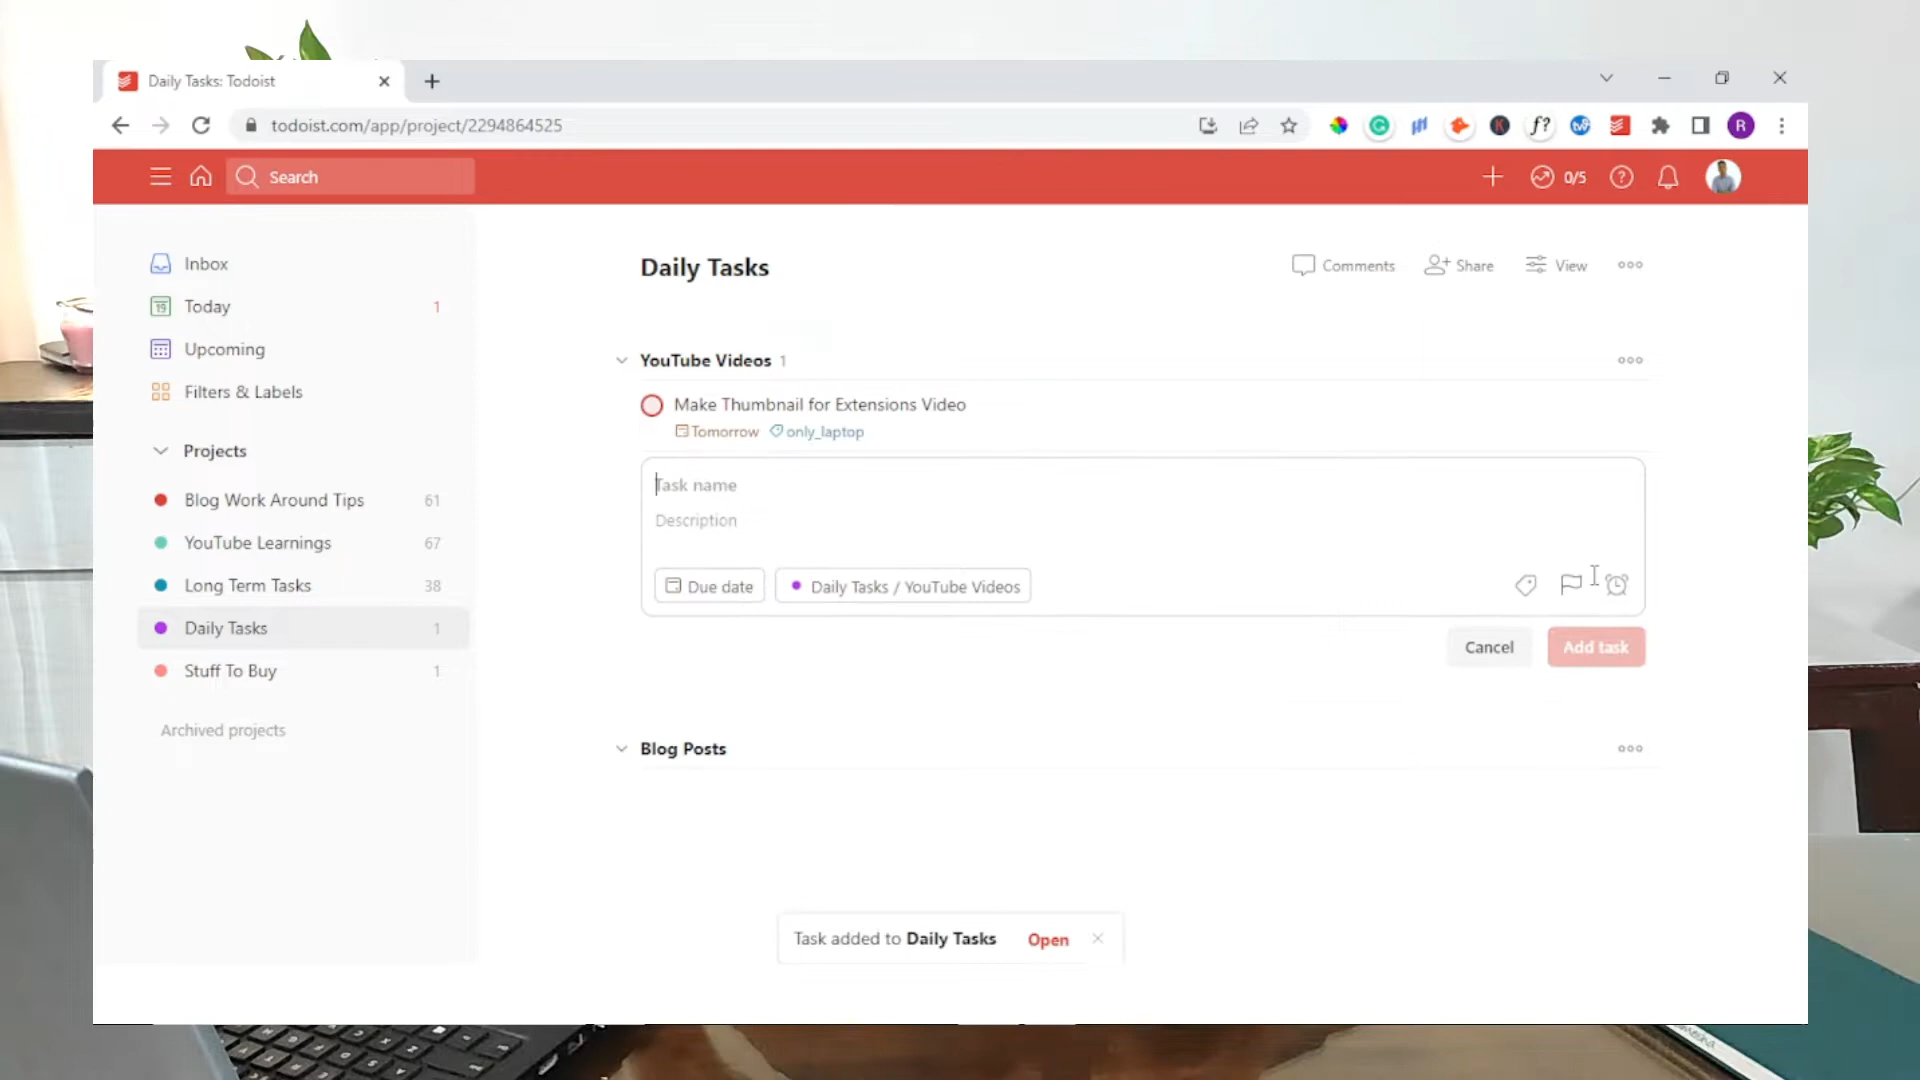 Daily Tasks: Todoist
todoist.com/app/project/2294864525
R
Search
0/5
Inbox
19 Today 1
Upcoming
Filters & Labels
Projects
Blog Work Around Tips 61
YouTube Learnings 67
Long Term Tasks 38
Daily Tasks 1
Stuff To Buy 1
Archived projects
Daily Tasks
Comments Share View
YouTube Videos 1
Make Thumbnail for Extensions Video
Tomorrow only_laptop
Task name
Description
Due date Daily Tasks / YouTube Videos
Cancel Add task
Blog Posts
Task added to Daily Tasks Open